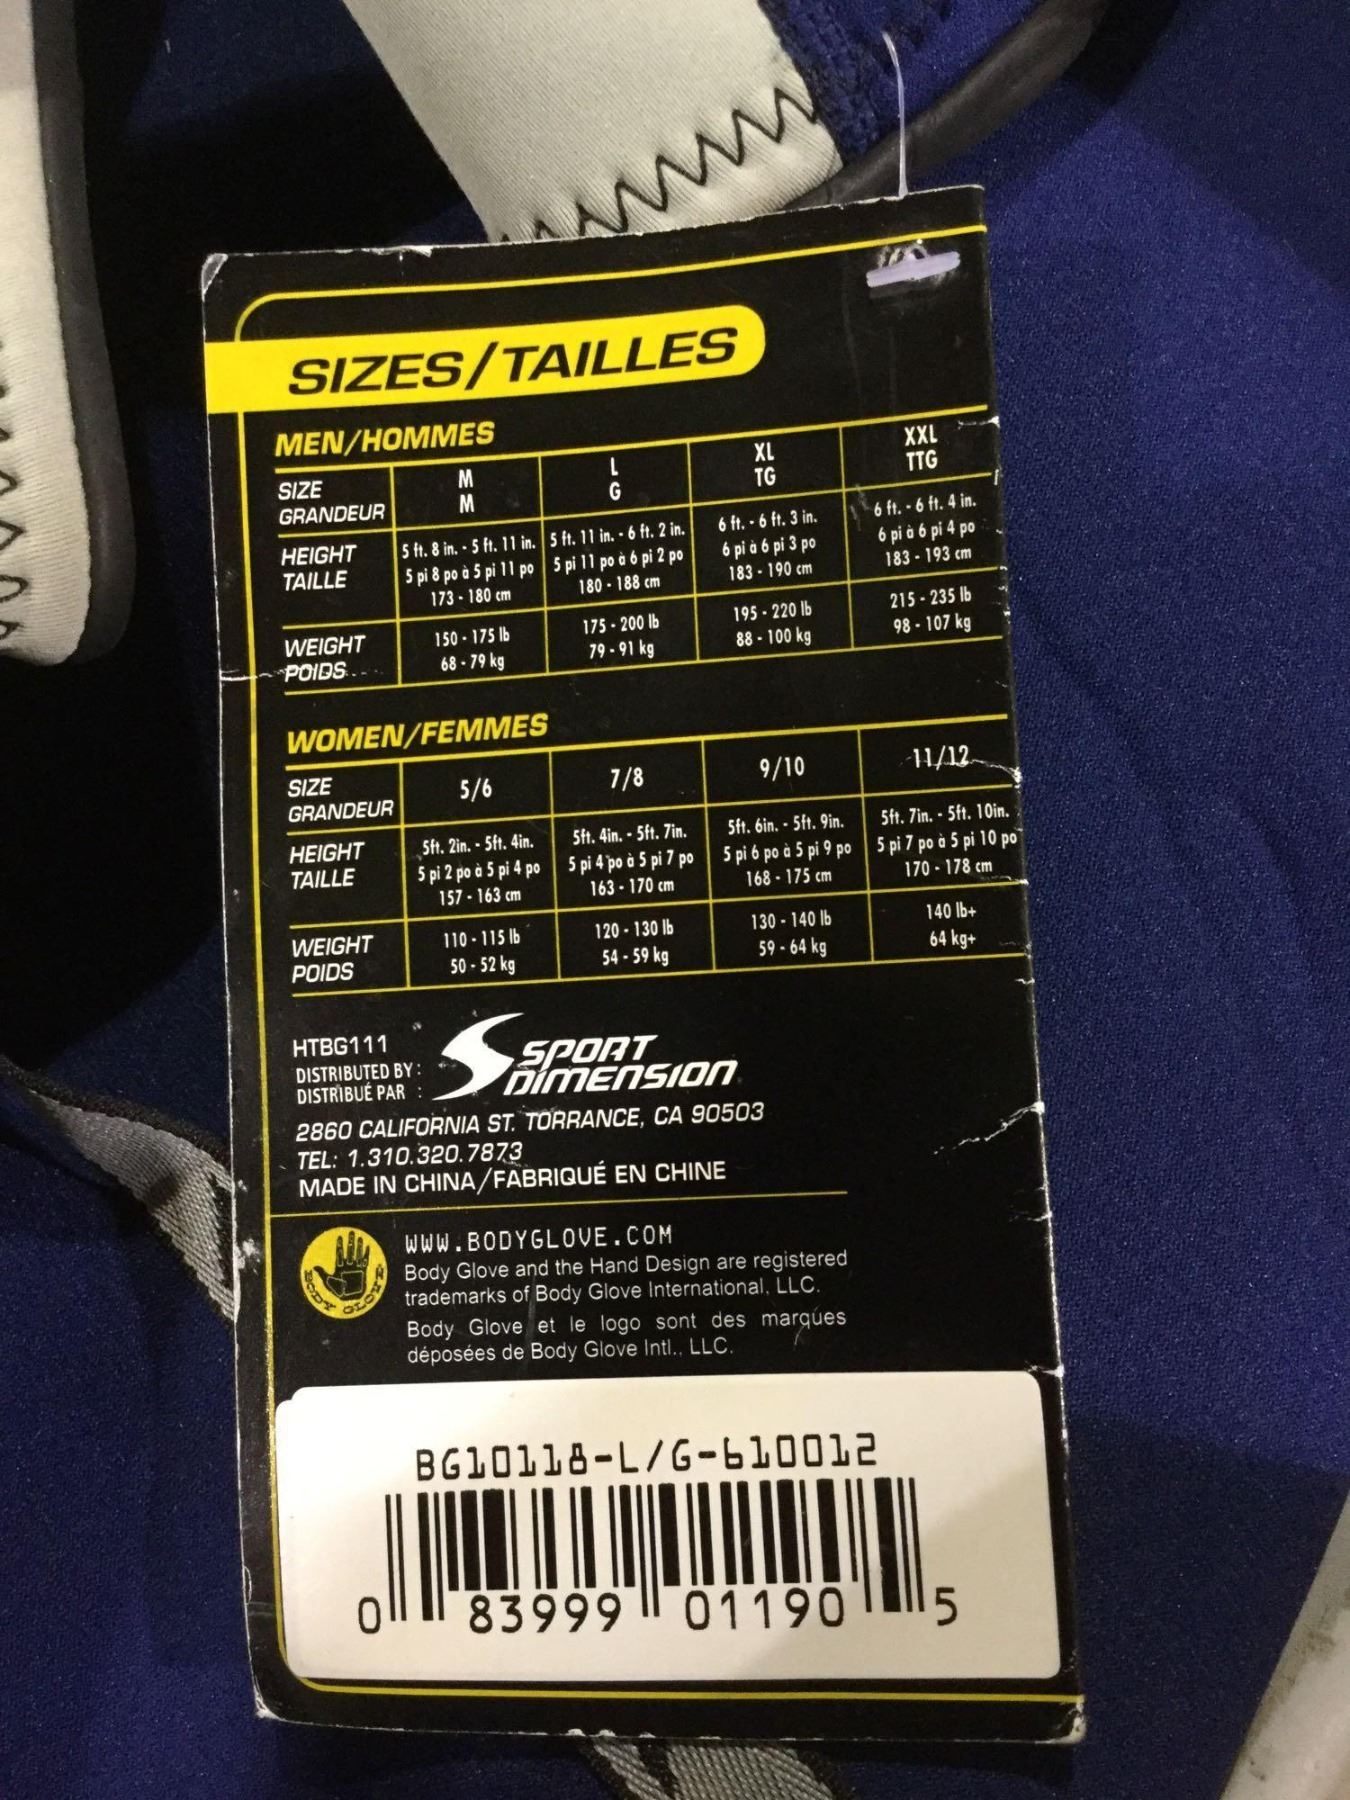 SIZES/TAILLES
MEN/HOMMES
SIZE GRANDEUR M M L G XL TG XXL TTG
HEIGHT TAILLE
5 ft. 8 in. - 5 ft. 11 in. 5 ft. 11 in. - 6 ft. 2 in. 6 ft. - 6 ft. 3 in. 6 ft. - 6 ft. 4 in.
5 pi 8 po à 5 pi 11 po 5 pi 11 po à 6 pi 2 po 6 pi à 6 pi 3 po 6 pi à 6 pi 4 po
173 - 180 cm 180 - 188 cm 183 - 190 cm 183 - 193 cm
WEIGHT POIDS
150 - 175 lb 175 - 200 lb 195 - 220 lb 215 - 235 lb
68 - 79 kg 79 - 91 kg 88 - 100 kg 98 - 107 kg
WOMEN/FEMMES
SIZE GRANDEUR 5/6 7/8 9/10 11/12
HEIGHT TAILLE
5ft. 2in. - 5ft. 4in. 5ft. 4in. - 5ft. 7in. 5ft. 6in. - 5ft. 9in. 5ft. 7in. - 5ft. 10in.
5 pi 2 po à 5 pi 4 po 5 pi 4 po à 5 pi 7 po 5 pi 6 po à 5 pi 9 po 5 pi 7 po à 5 pi 10 po
157 - 163 cm 163 - 170 cm 168 - 175 cm 170 - 178 cm
WEIGHT POIDS
110 - 115 lb 120 - 130 lb 130 - 140 lb 140 lb+
50 - 52 kg 54 - 59 kg 59 - 64 kg 64 kg+
HTBG111
DISTRIBUTED BY:
DISTRIBUÉ PAR :
SPORT
DIMENSION
2860 CALIFORNIA ST. TORRANCE, CA 90503
TEL: 1.310.320.7873
MADE IN CHINA/FABRIQUÉ EN CHINE
BODY GLOVE
WWW.BODYGLOVE.COM
Body Glove and the Hand Design are registered
trademarks of Body Glove International, LLC.
Body Glove et le logo sont des marques
déposées de Body Glove Intl., LLC.
BG10118-L/G-610012
0 83999 01190 5